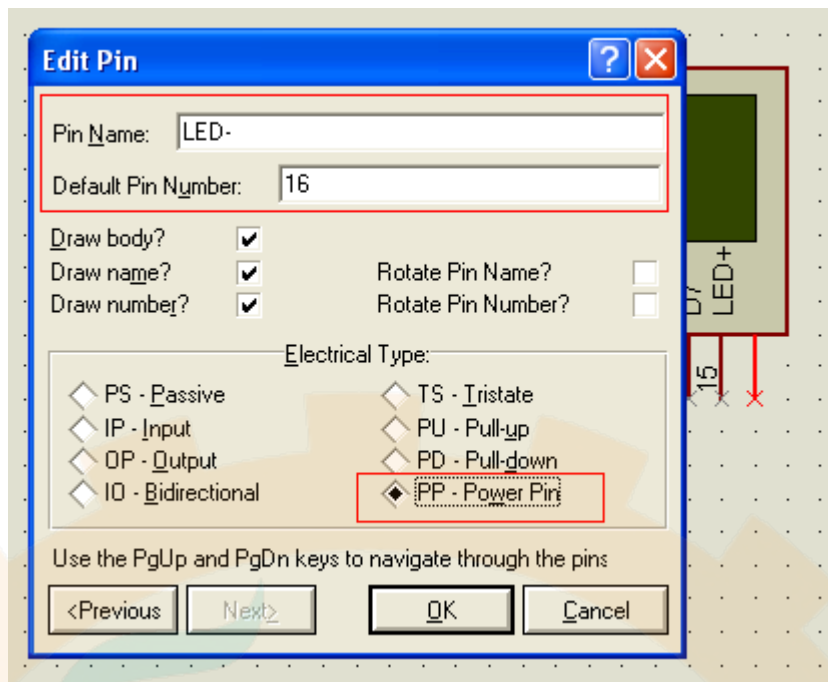 Edit Pin
Pin Name: LED-
Default Pin Number: 16
Draw body?
Draw name? Rotate Pin Name?
Draw number? Rotate Pin Number?
Electrical Type:
PS - Passive TS - Tristate
IP - Input PU - Pull-up
OP - Output PD - Pull-down
IO - Bidirectional PP - Power Pin
Use the PgUp and PgDn keys to navigate through the pins
<Previous Next> OK Cancel
D7
LED+
15